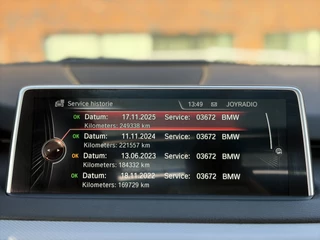 Service historie 13:49 58 JOYRADIO
OK Datum: 17.11.2025 Service: 03672 BMW
Kilometers: 249338 km
OK Datum: 11.11.2024 Service: 03672 BMW
Kilometers: 221557 km
OK Datum: 13.06.2023 Service: 03672 BMW
Kilometers: 184332 km
OK Datum: 18.11.2022 Service: 03672 BMW
Kilometers: 169729 km